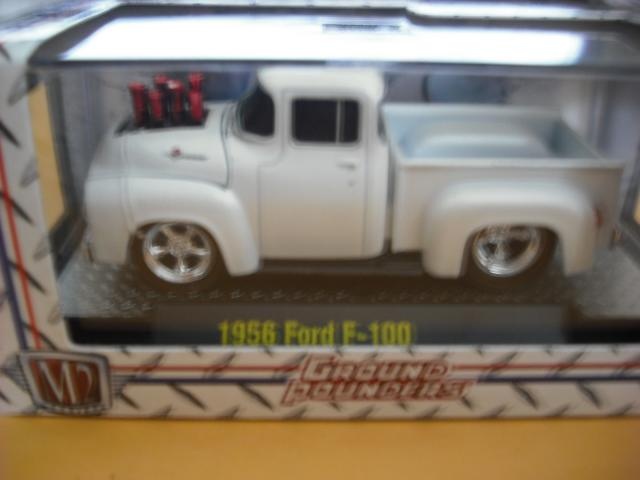 1956 Ford F-100
M2
GROUND
POUNDERS